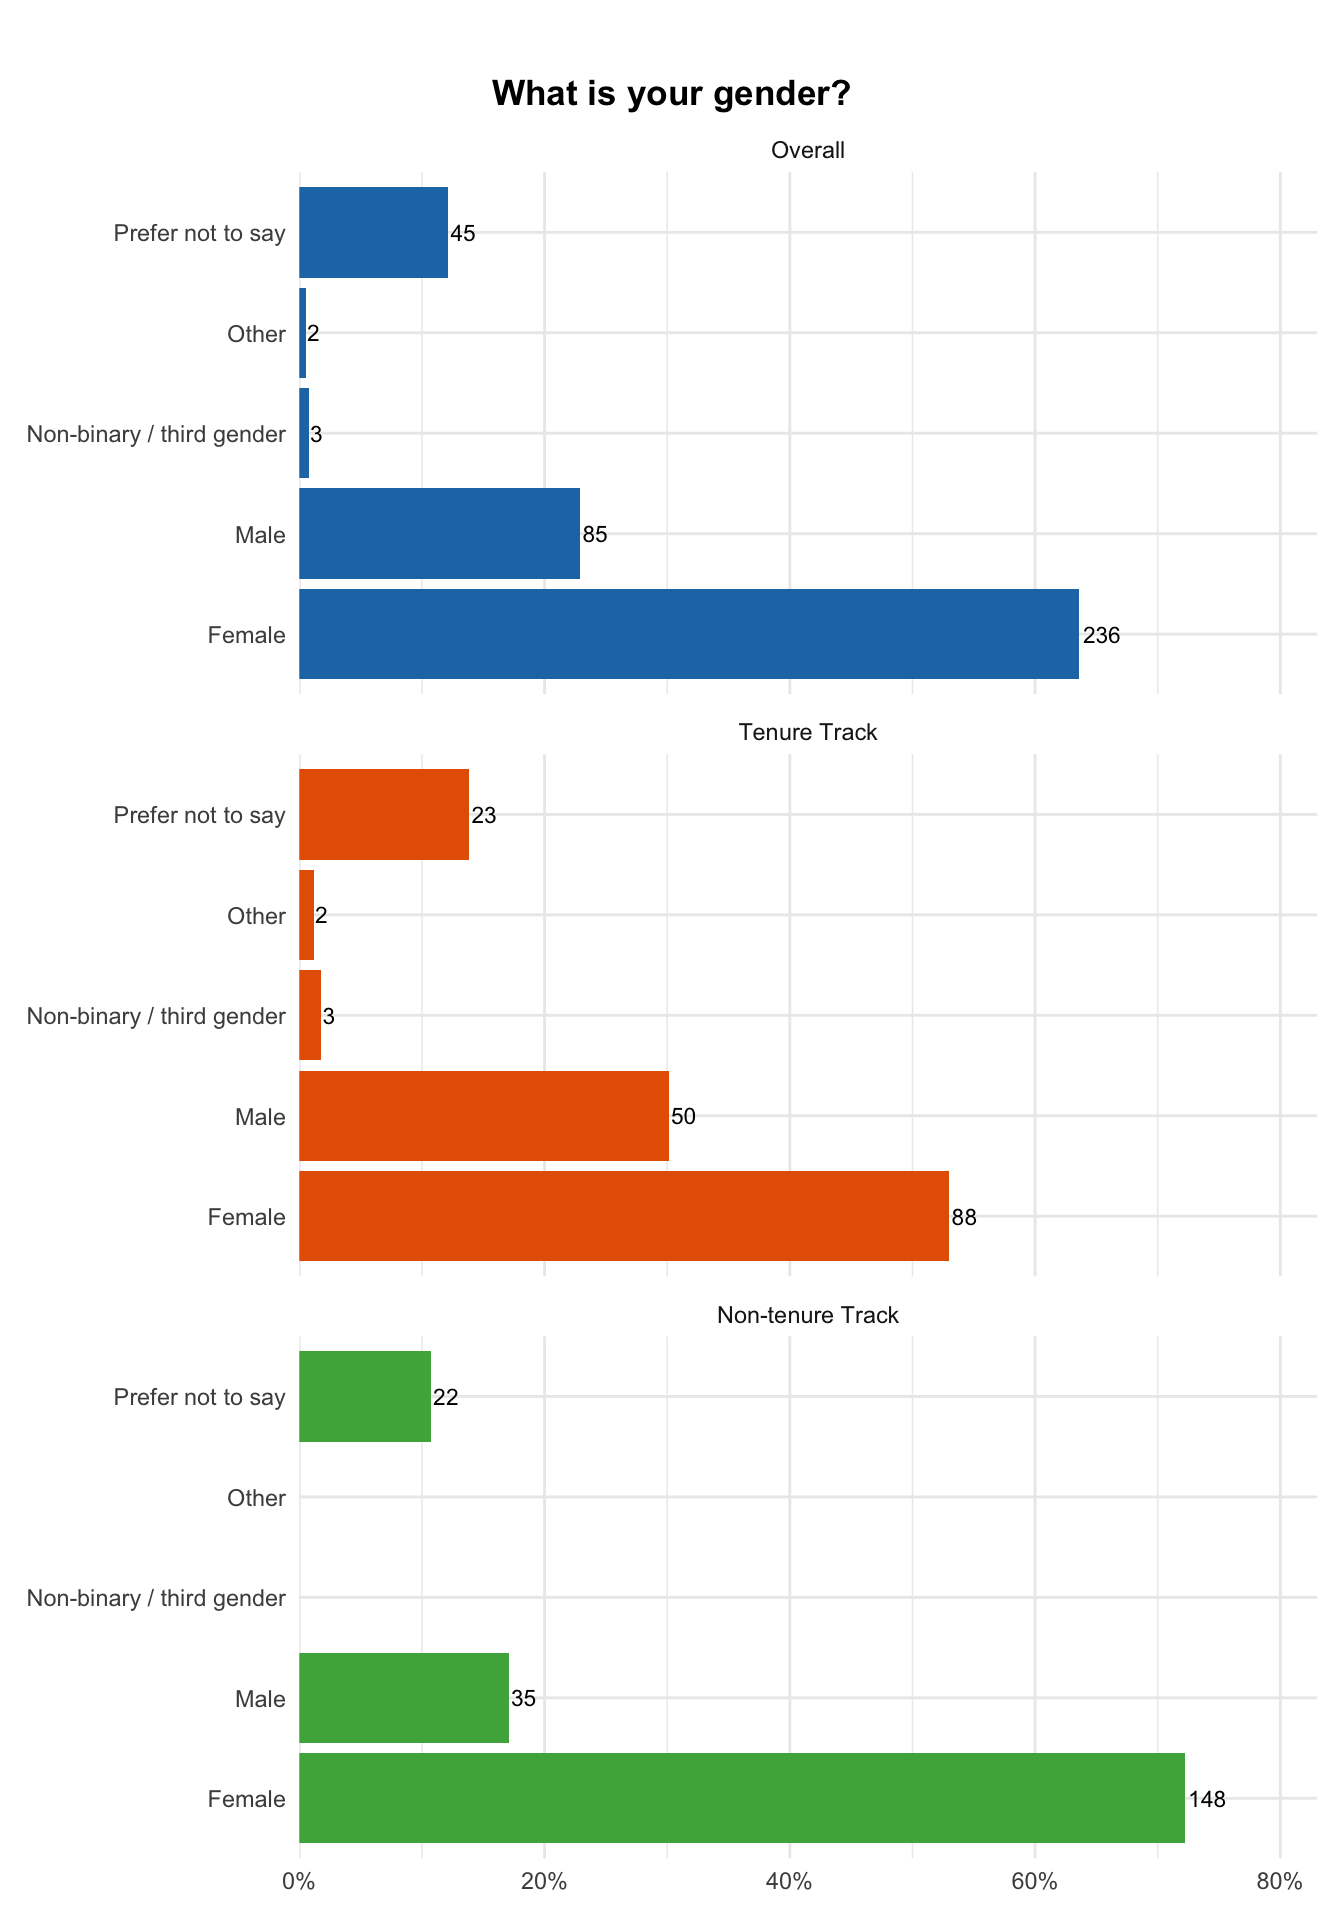 What is your gender?
Overall
Prefer not to say 45
Other 2
Non-binary / third gender 3
Male 85
Female 236
Tenure Track
Prefer not to say 23
Other 2
Non-binary / third gender 3
Male 50
Female 88
Non-tenure Track
Prefer not to say 22
Other
Non-binary / third gender
Male 35
Female 148
0% 20% 40% 60% 80%